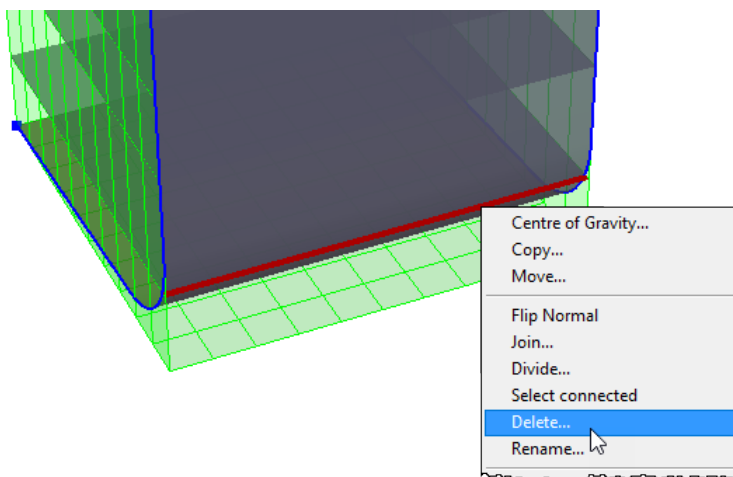 Centre of Gravity...
Copy...
Move...
Flip Normal
Join...
Divide...
Select connected
Delete...
Rename...